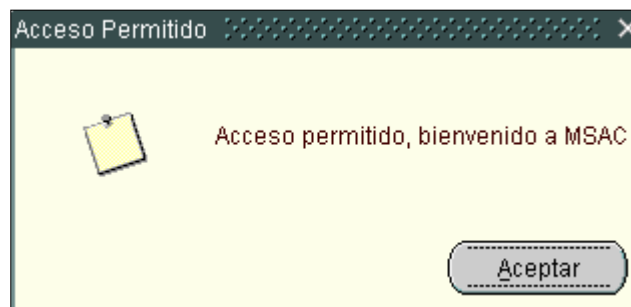 Acceso Permitido
Acceso permitido, bienvenido a MSAC
Aceptar